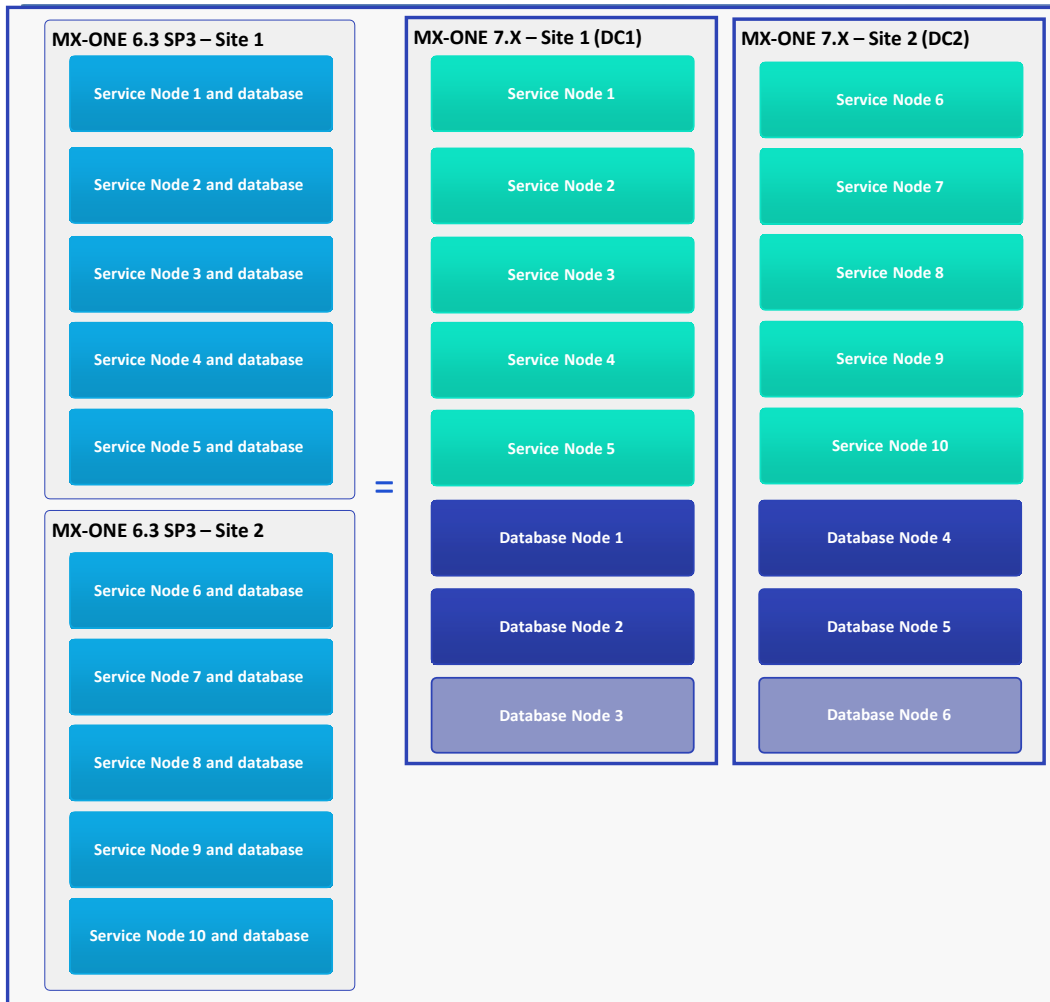 MX-ONE 6.3 SP3 – Site 1
Service Node 1 and database
Service Node 2 and database
Service Node 3 and database
Service Node 4 and database
Service Node 5 and database
MX-ONE 6.3 SP3 – Site 2
Service Node 6 and database
Service Node 7 and database
Service Node 8 and database
Service Node 9 and database
Service Node 10 and database
=
MX-ONE 7.X – Site 1 (DC1)
Service Node 1
Service Node 2
Service Node 3
Service Node 4
Service Node 5
Database Node 1
Database Node 2
Database Node 3
MX-ONE 7.X – Site 2 (DC2)
Service Node 6
Service Node 7
Service Node 8
Service Node 9
Service Node 10
Database Node 4
Database Node 5
Database Node 6